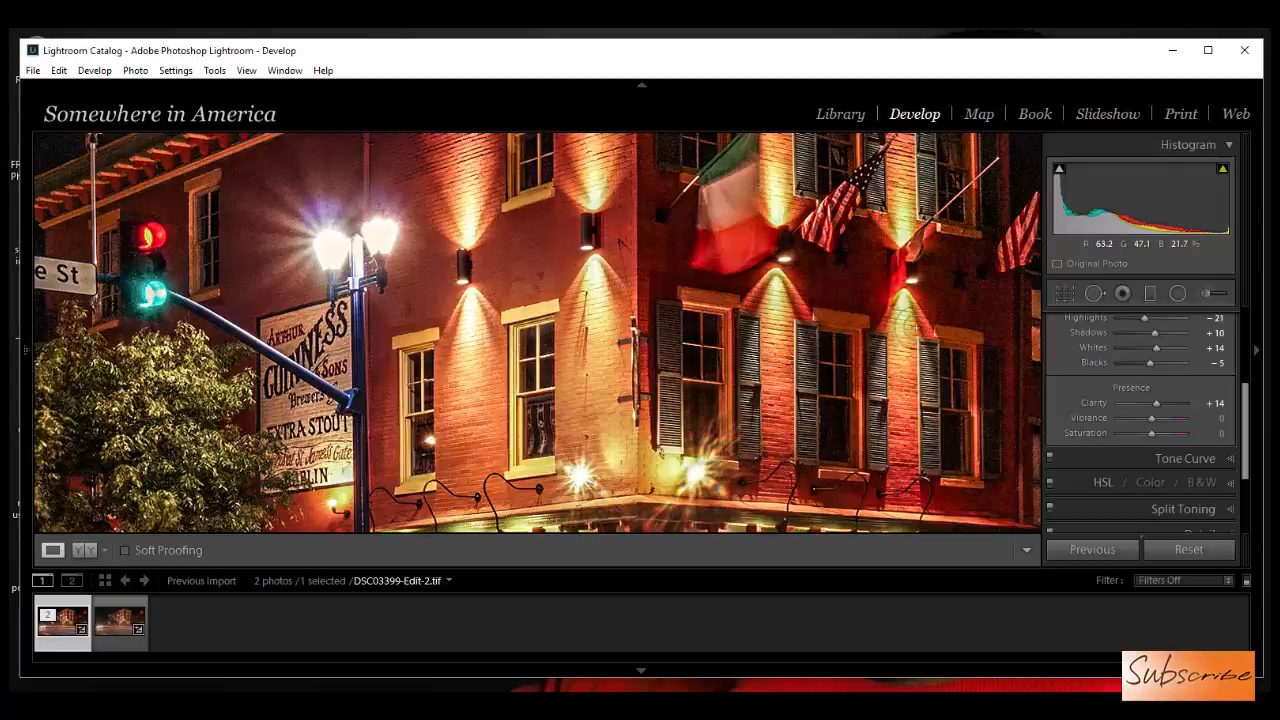 Lightroom Catalog - Adobe Photoshop Lightroom - Develop
File Edit Develop Photo Settings Tools View Window Help
Somewhere in America
Library Develop Map Book Slideshow Print Web
Histogram
R 63.2 G 47.1 B 21.7 %
Original Photo
Highlights - 21
Shadows + 10
Whites + 14
Blacks - 5
Presence
Clarity + 14
Vibrance 0
Saturation 0
Tone Curve
HSL / Color / B & W
Split Toning
Previous Reset
e St
ARTHUR
GUINNESS
SONS
Brewers
EXTRA STOUT
Soft Proofing
1 2 Previous Import 2 photos /1 selected /DSC03399-Edit-2.tif Filter: Filters Off
2
Subscribe